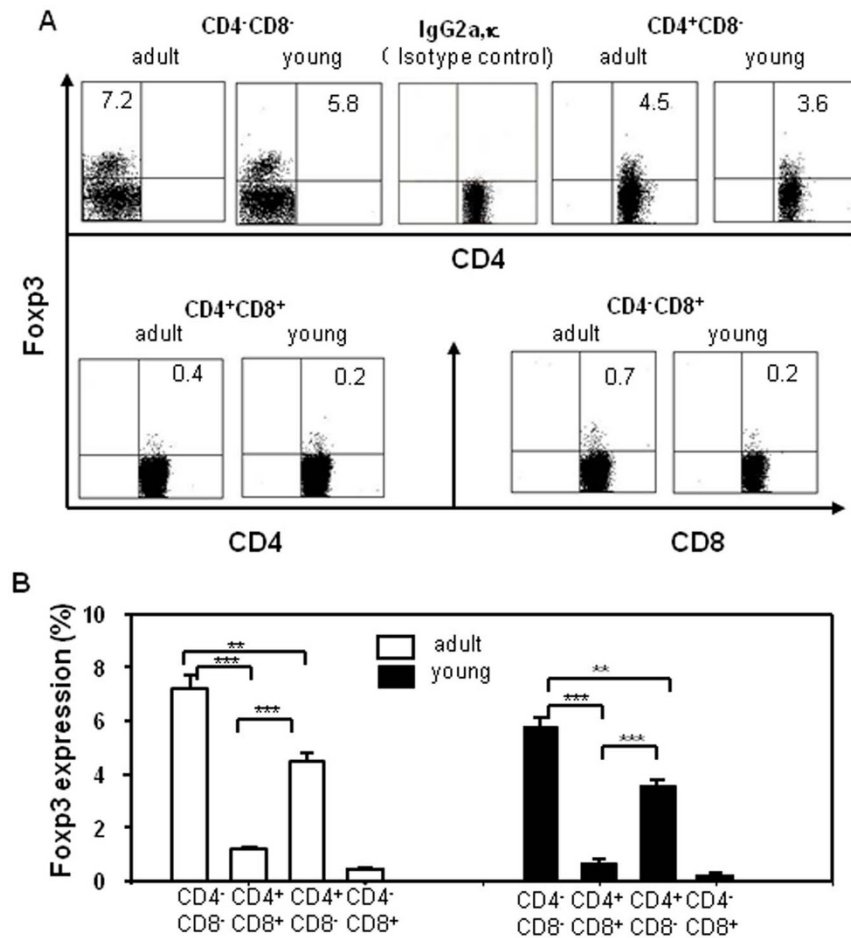 A
CD4⁻CD8⁻ IgG2a,κ CD4⁺CD8⁻
adult young ( Isotype control) adult young
7.2 5.8 4.5 3.6
CD4
Foxp3
CD4⁺CD8⁺ CD4⁻CD8⁺
adult young adult young
0.4 0.2 0.7 0.2
CD4 CD8
B
Foxp3 expression (%)
10
8
6
4
2
0
adult
young
** *** *** ** *** ***
CD4- CD4+ CD4+ CD4- CD4- CD4+ CD4+ CD4-
CD8- CD8+ CD8- CD8+ CD8- CD8+ CD8- CD8+